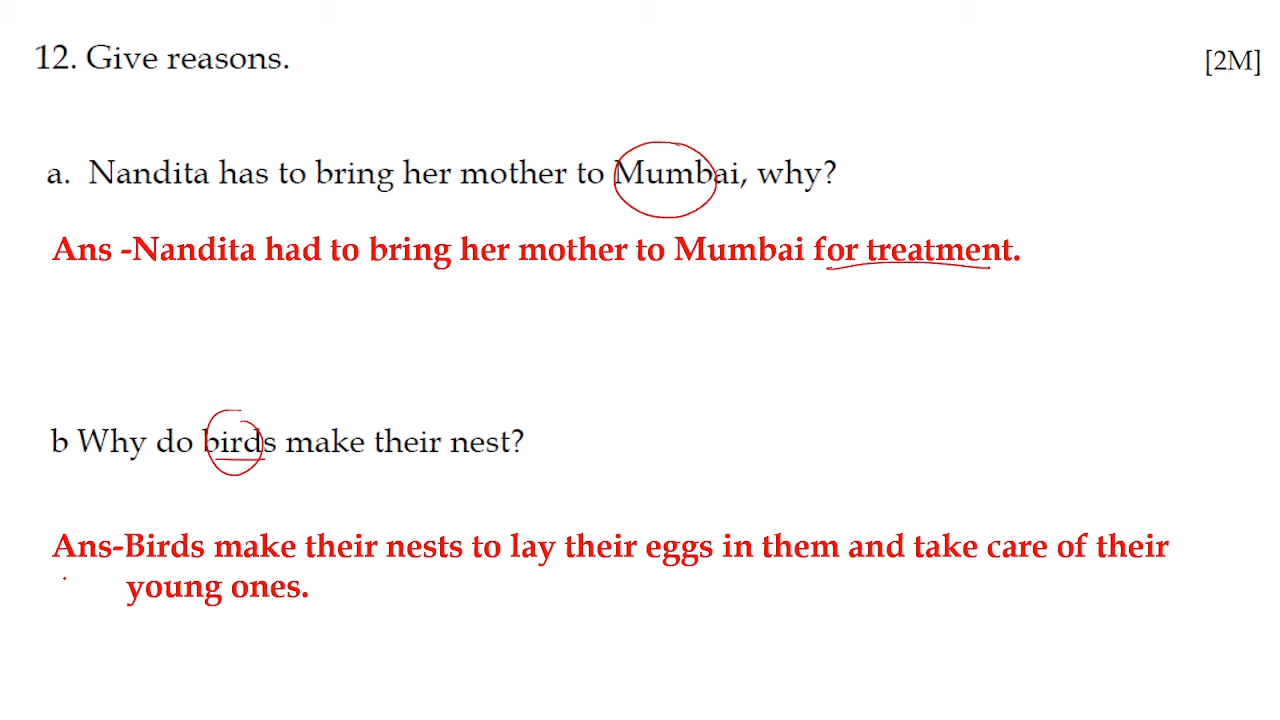 12. Give reasons. [2M]
a. Nandita has to bring her mother to Mumbai, why?
Ans -Nandita had to bring her mother to Mumbai for treatment.
b Why do birds make their nest?
Ans-Birds make their nests to lay their eggs in them and take care of their
young ones.